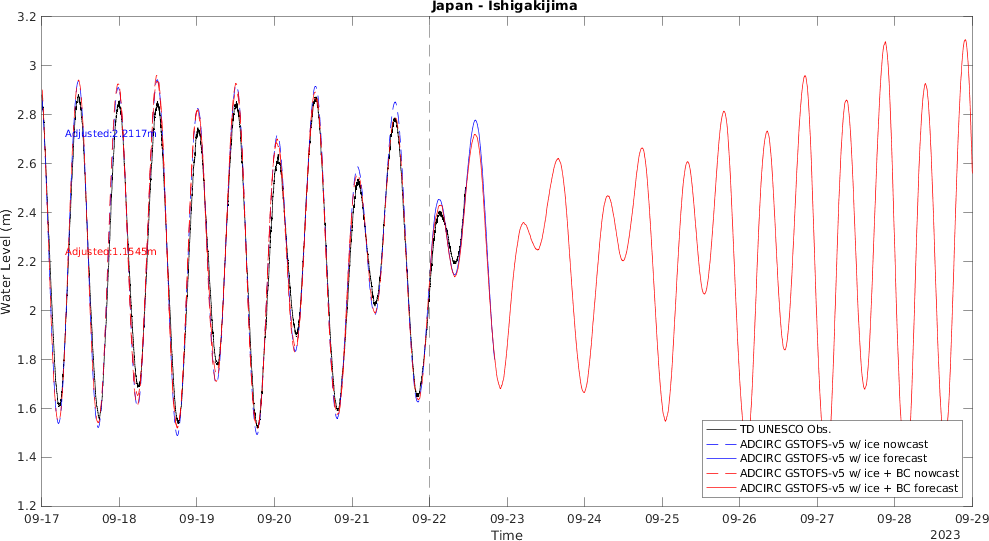 Japan - Ishigakijima
3.2
3
2.8
2.6
2.4
2.2
2
1.8
1.6
1.4
1.2
Water Level (m)
Adjusted:2.2117m
Adjusted:1.1545m
TD UNESCO Obs.
ADCIRC GSTOFS-v5 w/ ice nowcast
ADCIRC GSTOFS-v5 w/ ice forecast
ADCIRC GSTOFS-v5 w/ ice + BC nowcast
ADCIRC GSTOFS-v5 w/ ice + BC forecast
09-17 09-18 09-19 09-20 09-21 09-22 09-23 09-24 09-25 09-26 09-27 09-28 09-29
Time
2023